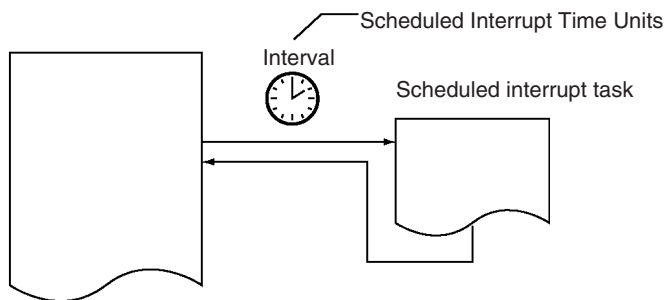 Scheduled Interrupt Time Units
Interval
Scheduled interrupt task